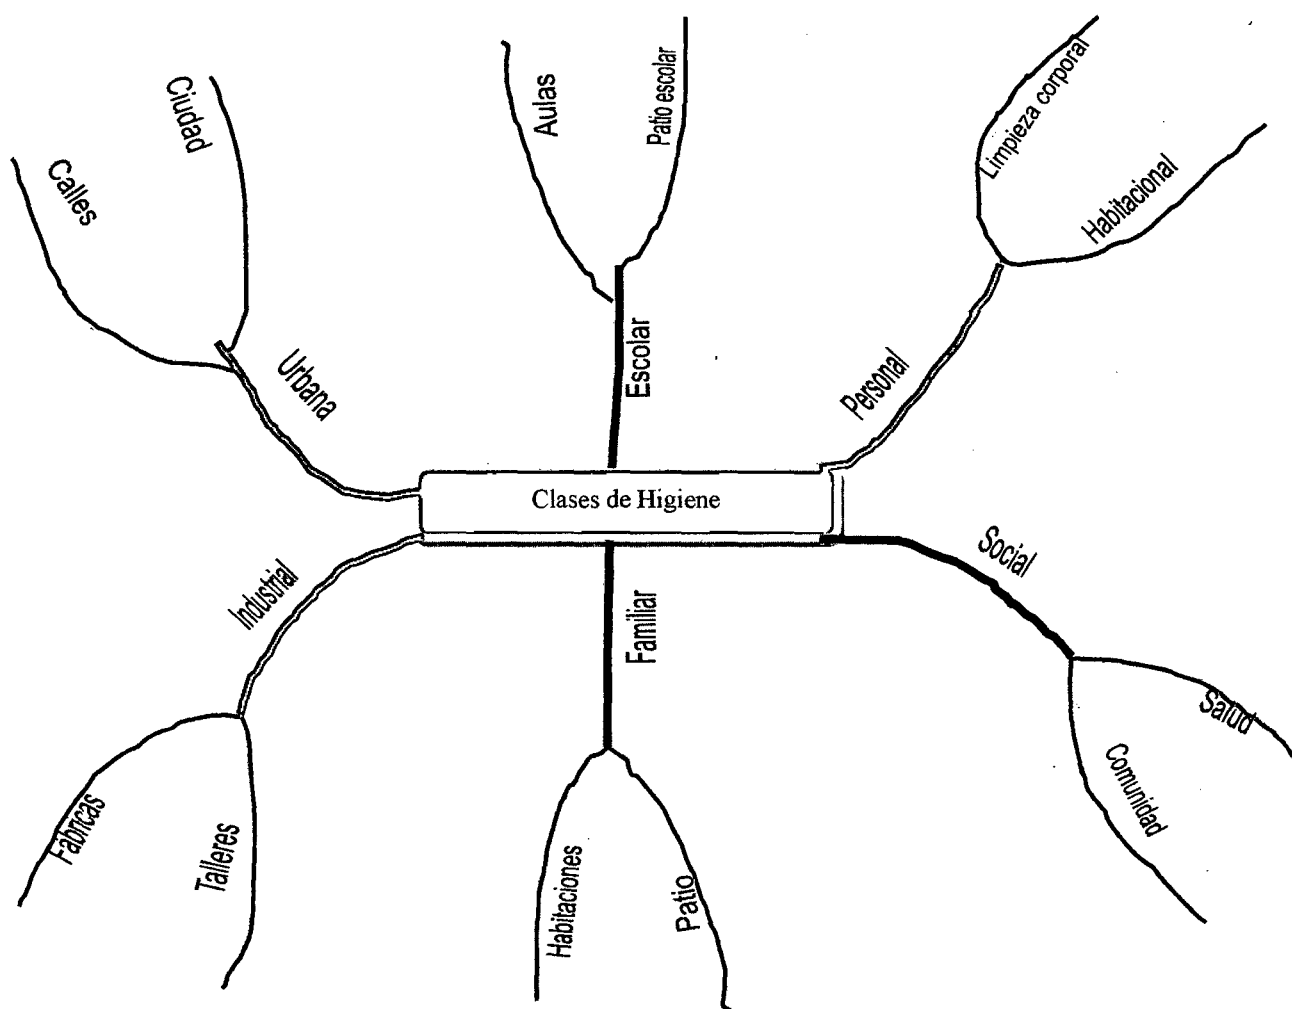 Ciudad
Calles
Urbana
Aulas
Patio escolar
Escolar
Limpieza corporal
Habitacional
Personal
Clases de Higiene
Industrial
Fábricas
Talleres
Familiar
Habitaciones
Patio
Social
Salud
Comunidad